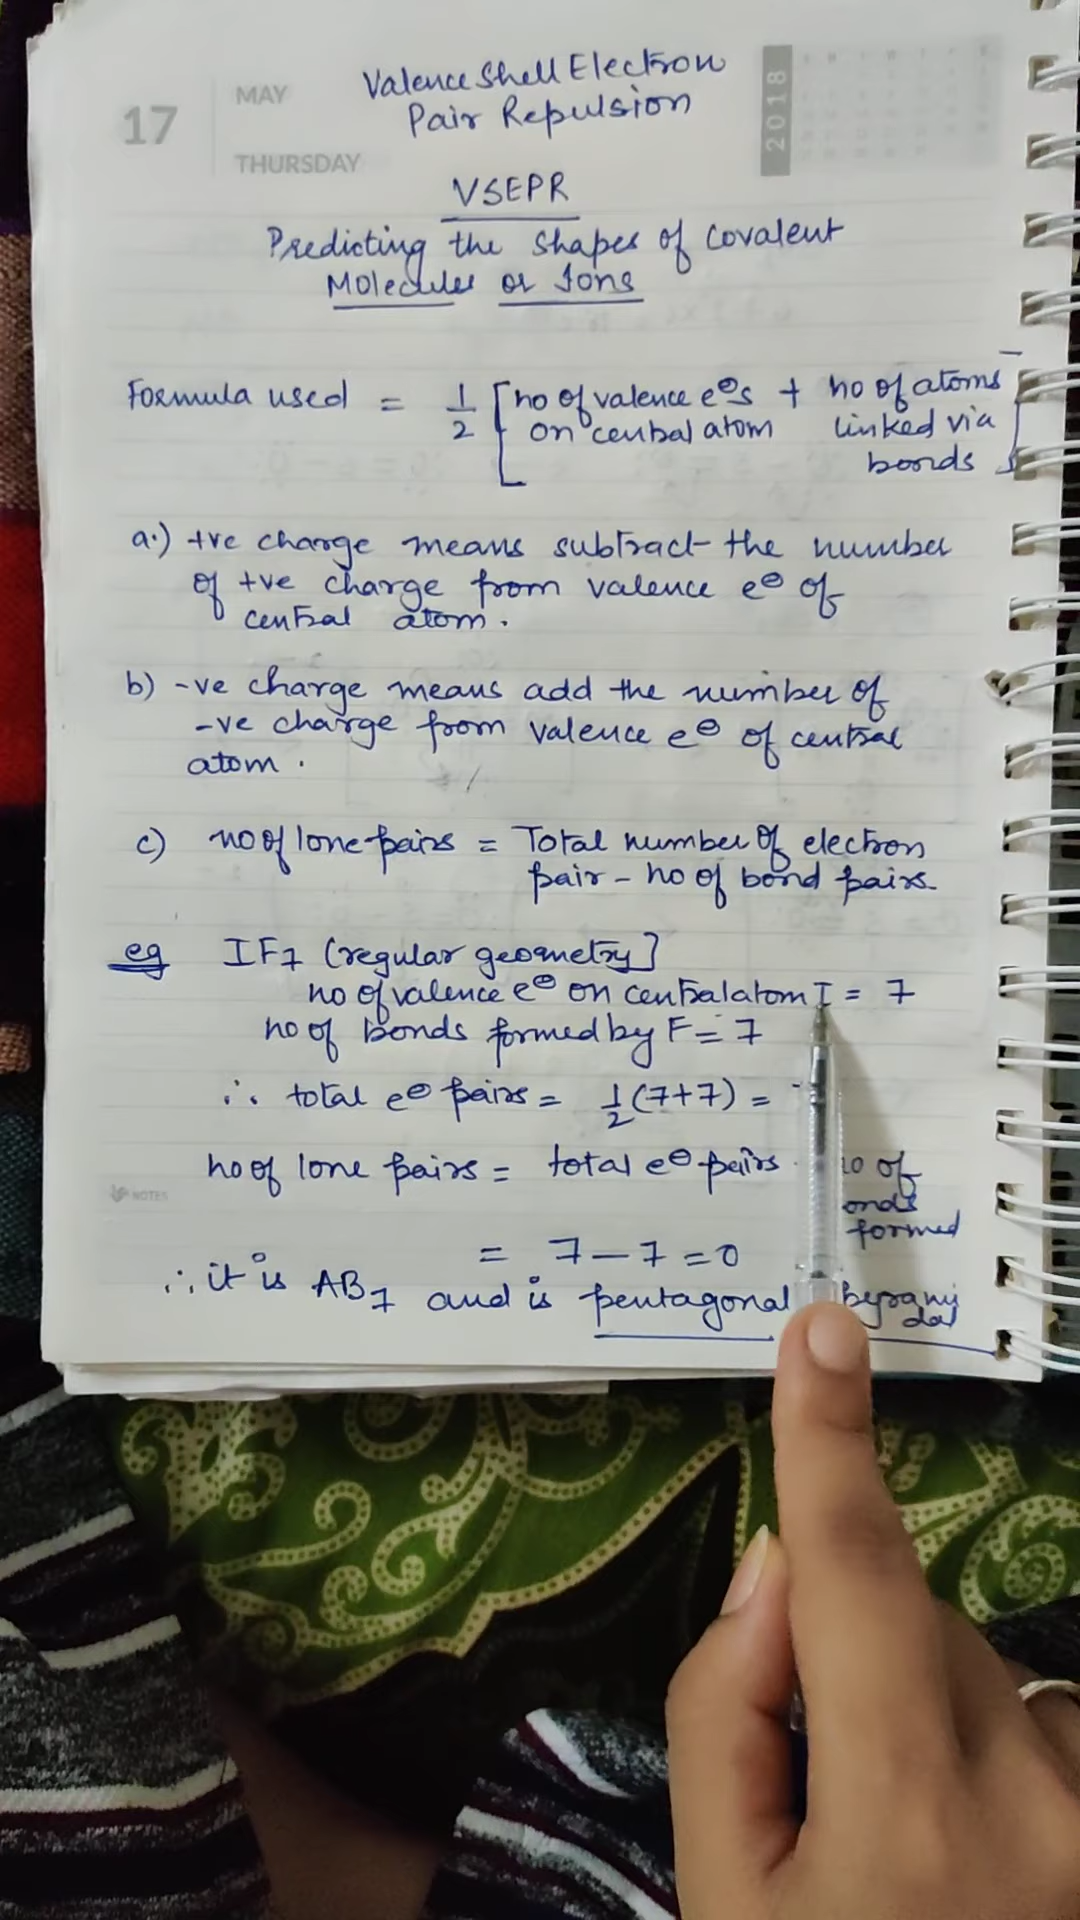 17
MAY
THURSDAY
2018
Valence Shell Electron
Pair Repulsion
VSEPR
Predicting the shapes of covalent
Molecules or Ions
Formula used = 1/2 [no of valence e⊖s + no of atoms
on central atom linked via
bonds]
a.) +ve charge means subtract the number
of +ve charge from valence e⊖ of
central atom.
b) -ve charge means add the number of
-ve charge from valence e⊖ of central
atom.
c) no of lone pairs = Total number of electron
pair - no of bond pairs.
eg IF7 (regular geometry]
no of valence e⊖ on central atom I = 7
no of bonds formed by F = 7
∴ total e⊖ pairs = 1/2 (7+7) =
no of lone pairs = total e⊖ pairs no of
onds
formed
NOTES
= 7 - 7 = 0
∴ it is AB7 and is pentagonal bipyrami
dal